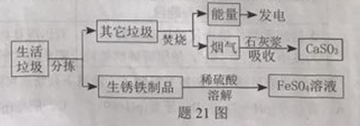 能量 发电
其它垃圾 焚烧
生活垃圾 分拣
烟气 石灰浆 吸收 CaSO₃
生锈铁制品 稀硫酸 溶解 FeSO₄溶液
题 21 图